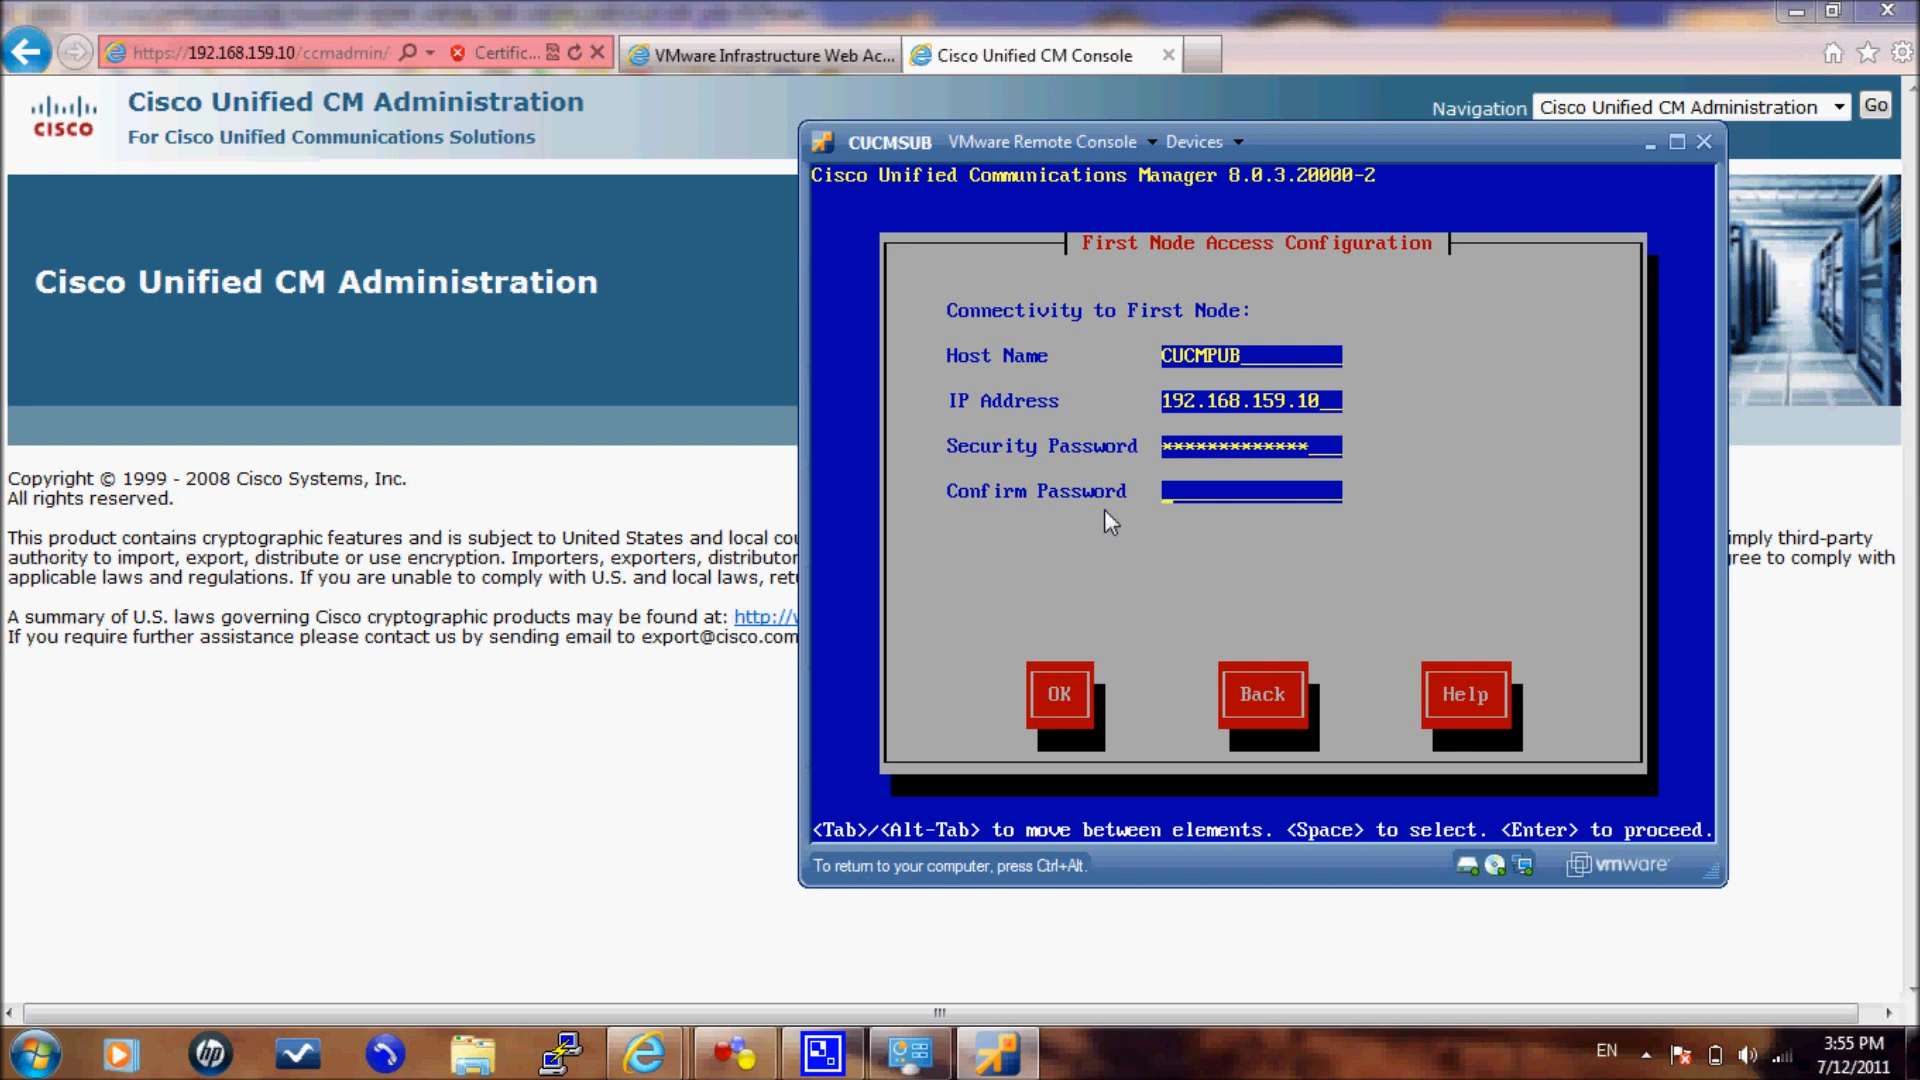 https://192.168.159.10/ccmadmin/
Certific...
VMware Infrastructure Web Ac...
Cisco Unified CM Console
CISCO
Cisco Unified CM Administration
For Cisco Unified Communications Solutions
Navigation
Cisco Unified CM Administration
Go
Cisco Unified CM Administration
CUCMSUB
VMware Remote Console
Devices
Cisco Unified Communications Manager 8.0.3.20000-2
First Node Access Configuration
Connectivity to First Node:
Host Name CUCMPUB
IP Address 192.168.159.10
Security Password *************
Confirm Password
OK
Back
Help
<Tab>/<Alt-Tab> to move between elements. <Space> to select. <Enter> to proceed.
To return to your computer, press Ctrl+Alt.
vmware
Copyright © 1999 - 2008 Cisco Systems, Inc.
All rights reserved.
This product contains cryptographic features and is subject to United States and local
imply third-party
authority to import, export, distribute or use encryption. Importers, exporters,
to comply with
applicable laws and regulations. If you are unable to comply with U.S. and local laws,
A summary of U.S. laws governing Cisco cryptographic products may be found at: http://
If you require further assistance please contact us by sending email to export@cisco.com
hp
EN
3:55 PM
7/12/2011